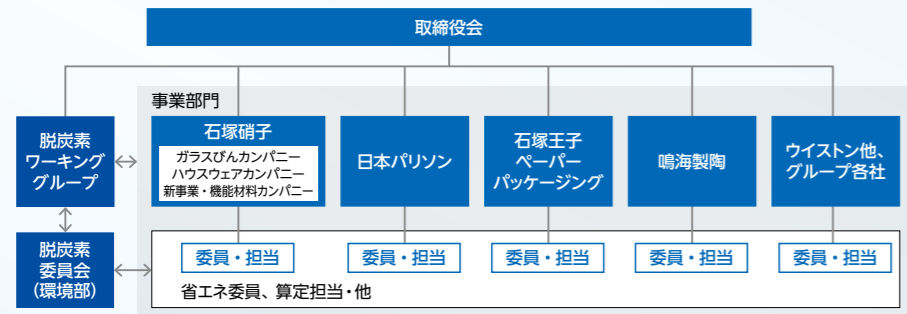 取締役会
事業部門
脱炭素
ワーキング
グループ
石塚硝子
ガラスびんカンパニー
ハウスウェアカンパニー
新事業・機能材料カンパニー
日本パリソン
石塚王子
ペーパー
パッケージング
鳴海製陶
ウイストン他、
グループ各社
脱炭素
委員会
(環境部)
委員・担当
委員・担当
委員・担当
委員・担当
委員・担当
省エネ委員、算定担当・他